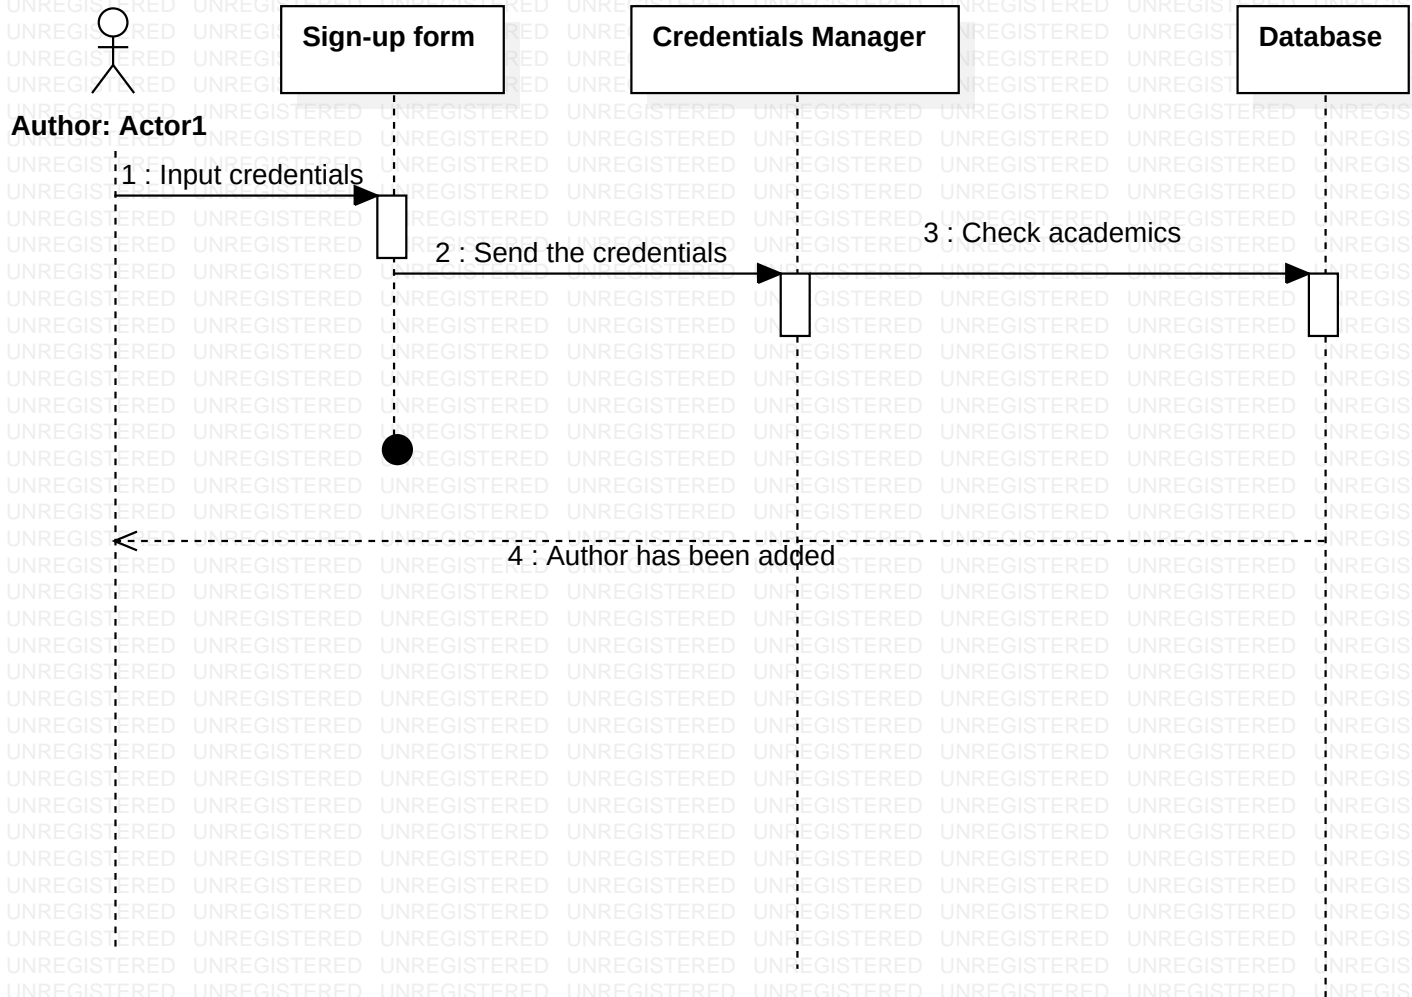 Sign-up form
Credentials Manager
Database
Author: Actor1
1 : Input credentials
2 : Send the credentials
3 : Check academics
4 : Author has been added
UNREGISTERED